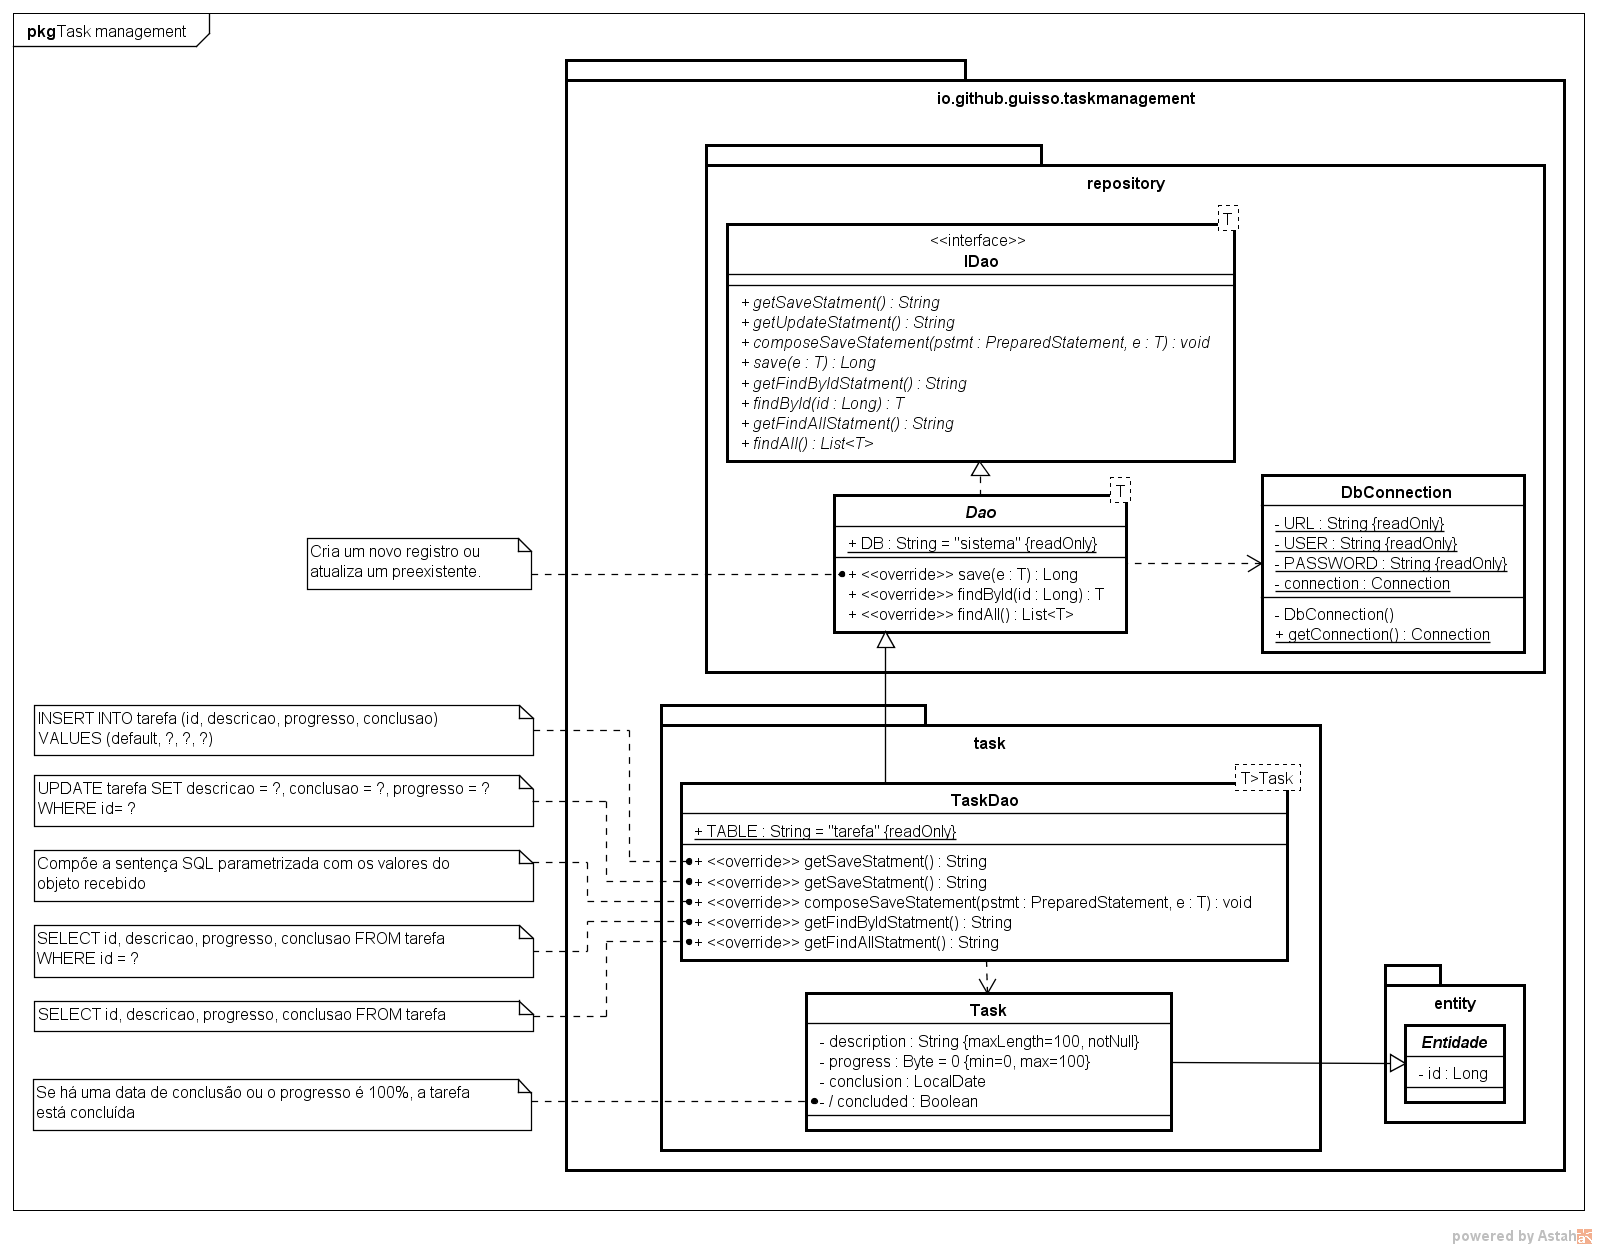 pkg Task management
io.github.guisso.taskmanagement
repository
T
<<interface>>
IDao
+ getSaveStatment() : String
+ getUpdateStatment() : String
+ composeSaveStatement(pstmt : PreparedStatement, e : T) : void
+ save(e : T) : Long
+ getFindByIdStatment() : String
+ findById(id : Long) : T
+ getFindAllStatment() : String
+ findAll() : List<T>
T
Dao
+ DB : String = "sistema" {readOnly}
+ <<override>> save(e : T) : Long
+ <<override>> findById(id : Long) : T
+ <<override>> findAll() : List<T>
DbConnection
- URL : String {readOnly}
- USER : String {readOnly}
- PASSWORD : String {readOnly}
- connection : Connection
- DbConnection()
+ getConnection() : Connection
Cria um novo registro ou
atualiza um preexistente.
INSERT INTO tarefa (id, descricao, progresso, conclusao)
VALUES (default, ?, ?, ?)
UPDATE tarefa SET descricao = ?, conclusao = ?, progresso = ?
WHERE id= ?
Compõe a sentença SQL parametrizada com os valores do
objeto recebido
SELECT id, descricao, progresso, conclusao FROM tarefa
WHERE id = ?
SELECT id, descricao, progresso, conclusao FROM tarefa
Se há uma data de conclusão ou o progresso é 100%, a tarefa
está concluída
task
T>Task
TaskDao
+ TABLE : String = "tarefa" {readOnly}
+ <<override>> getSaveStatment() : String
+ <<override>> getSaveStatment() : String
+ <<override>> composeSaveStatement(pstmt : PreparedStatement, e : T) : void
+ <<override>> getFindByIdStatment() : String
+ <<override>> getFindAllStatment() : String
Task
- description : String {maxLength=100, notNull}
- progress : Byte = 0 {min=0, max=100}
- conclusion : LocalDate
- / concluded : Boolean
entity
Entidade
- id : Long
powered by Astah